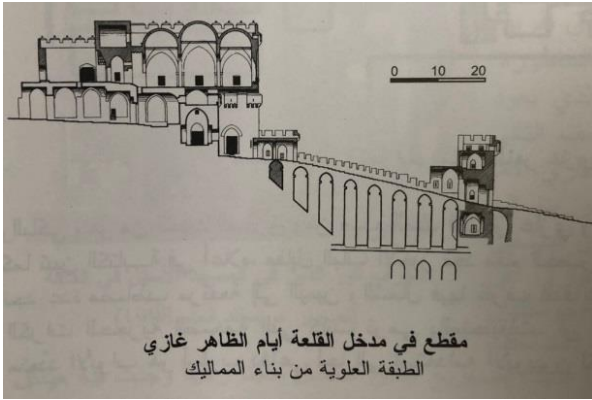 0 10 20
مقطع في مدخل القلعة أيام الظاهر غازي
الطبقة العلوية من بناء المماليك